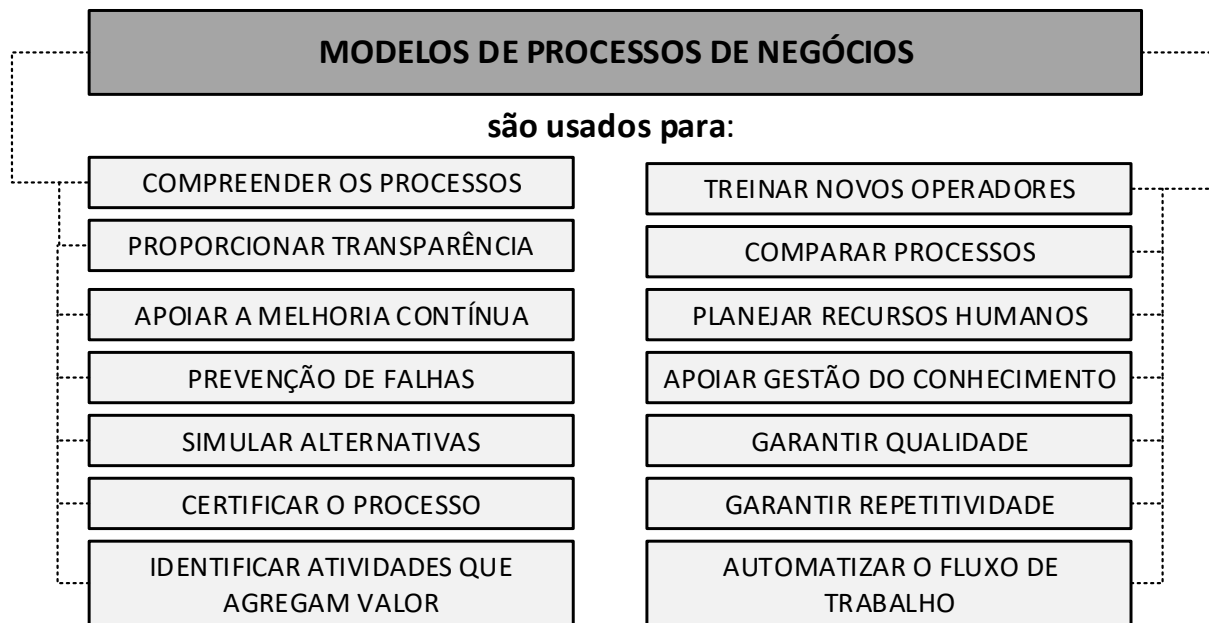 MODELOS DE PROCESSOS DE NEGÓCIOS
são usados para:
COMPREENDER OS PROCESSOS
PROPORCIONAR TRANSPARÊNCIA
APOIAR A MELHORIA CONTÍNUA
PREVENÇÃO DE FALHAS
SIMULAR ALTERNATIVAS
CERTIFICAR O PROCESSO
IDENTIFICAR ATIVIDADES QUE
AGREGAM VALOR
TREINAR NOVOS OPERADORES
COMPARAR PROCESSOS
PLANEJAR RECURSOS HUMANOS
APOIAR GESTÃO DO CONHECIMENTO
GARANTIR QUALIDADE
GARANTIR REPETITIVIDADE
AUTOMATIZAR O FLUXO DE
TRABALHO